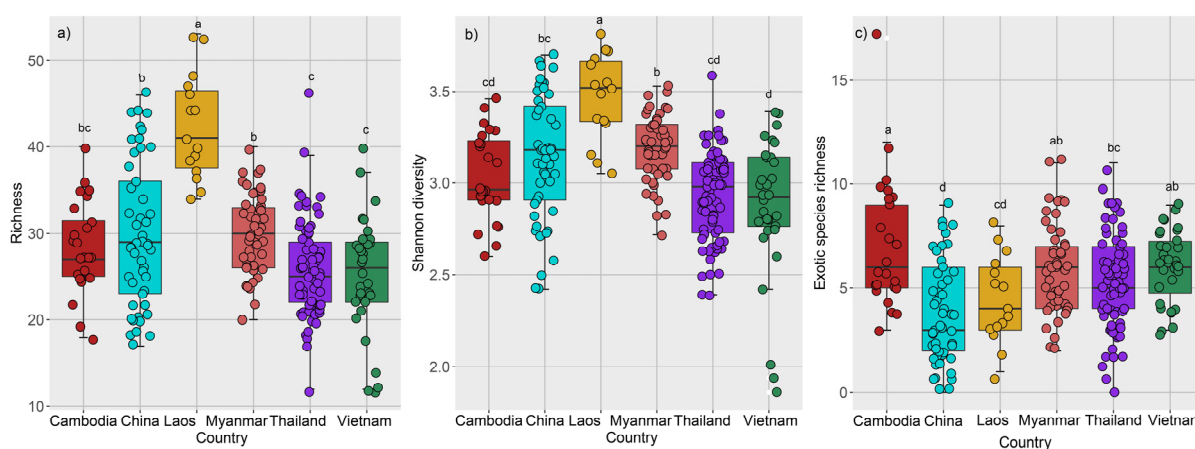 a)
a
b
c
bc
b
c
50
40
30
20
10
Richness
Cambodia China Laos Myanmar Thailand Vietnam
Country
b)
a
bc
cd
b
cd
d
3.5
3.0
2.5
2.0
Shannon diversity
Cambodia China Laos Myanmar Thailand Vietnam
Country
c)
a
d
cd
ab
bc
ab
15
10
5
0
Exotic species richness
Cambodia China Laos Myanmar Thailand Vietnam
Country